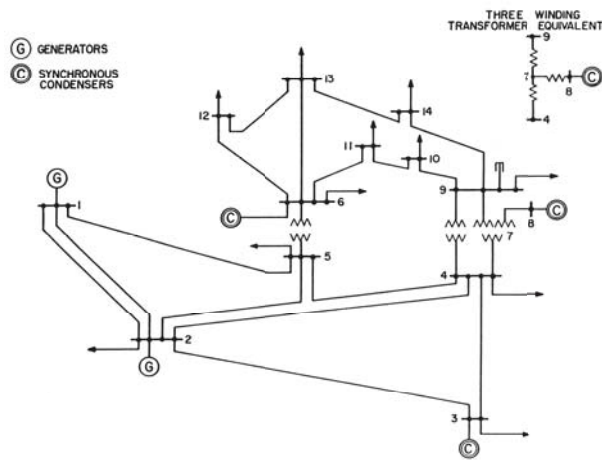 THREE WINDING
TRANSFORMER EQUIVALENT
9
7
C
8
4
G GENERATORS
C SYNCHRONOUS
CONDENSERS
13
14
12
11
10
G
1
C
6
9
C
8
7
5
4
2
G
3
C